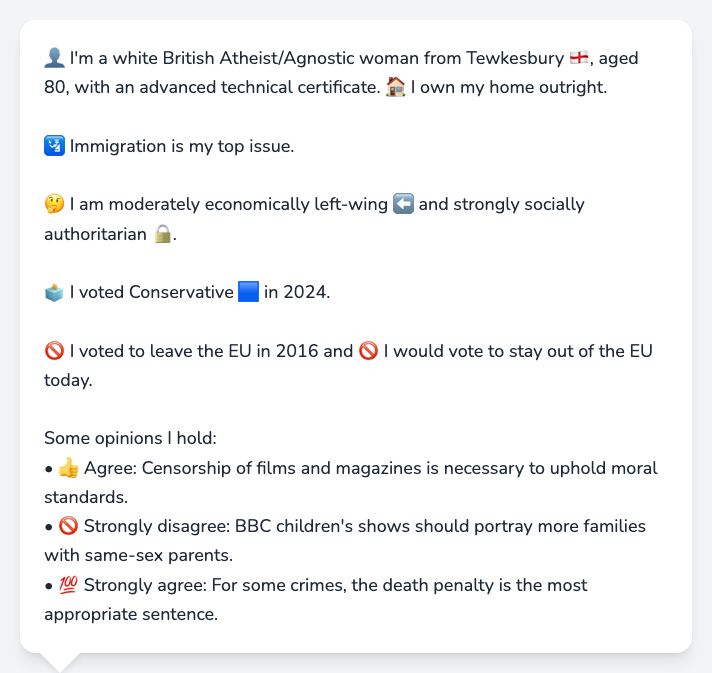 👤 I'm a white British Atheist/Agnostic woman from Tewkesbury 🏴󠁧󠁢󠁥󠁮󠁧󠁿, aged
80, with an advanced technical certificate. 🏠 I own my home outright.
🛂 Immigration is my top issue.
🤔 I am moderately economically left-wing ⬅️ and strongly socially
authoritarian 🔒.
🗳️ I voted Conservative 🟦 in 2024.
🚫 I voted to leave the EU in 2016 and 🚫 I would vote to stay out of the EU
today.
Some opinions I hold:
• 👍 Agree: Censorship of films and magazines is necessary to uphold moral
standards.
• 🚫 Strongly disagree: BBC children's shows should portray more families
with same-sex parents.
• 💯 Strongly agree: For some crimes, the death penalty is the most
appropriate sentence.